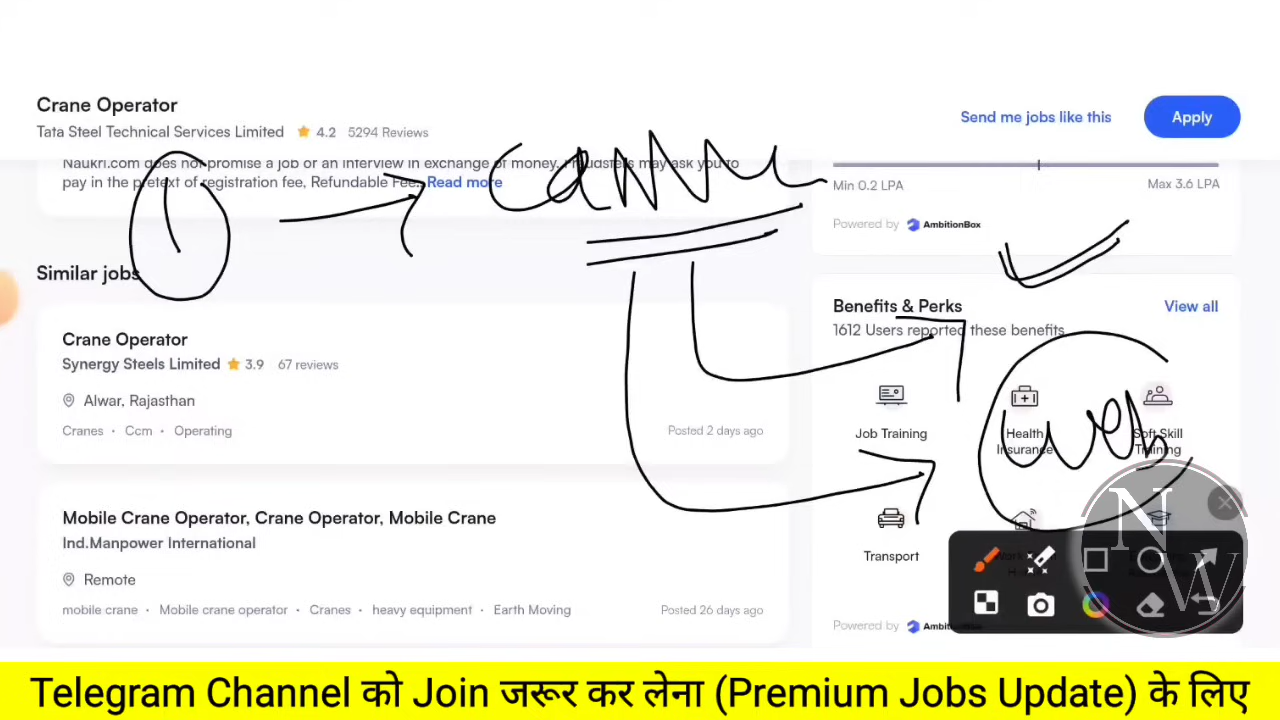 Crane Operator
Tata Steel Technical Services Limited 4.2 5294 Reviews
Send me jobs like this
Apply
Naukri.com does not promise a job or an interview in exchange of money. Fraudsters may ask you to
pay in the pretext of registration fee, Refundable Fee... Read more
Min 0.2 LPA Max 3.6 LPA
Powered by AmbitionBox
1
Similar jobs
Crane Operator
Synergy Steels Limited 3.9 67 reviews
Alwar, Rajasthan
Cranes · Ccm · Operating
Posted 2 days ago
Mobile Crane Operator, Crane Operator, Mobile Crane
Ind.Manpower International
Remote
mobile crane · Mobile crane operator · Cranes · heavy equipment · Earth Moving
Posted 26 days ago
Benefits & Perks View all
1612 Users reported these benefits
Job Training
Health
Insurance
Soft Skill
Training
web
Transport
Powered by
NW
Telegram Channel को Join जरूर कर लेना (Premium Jobs Update) के लिए